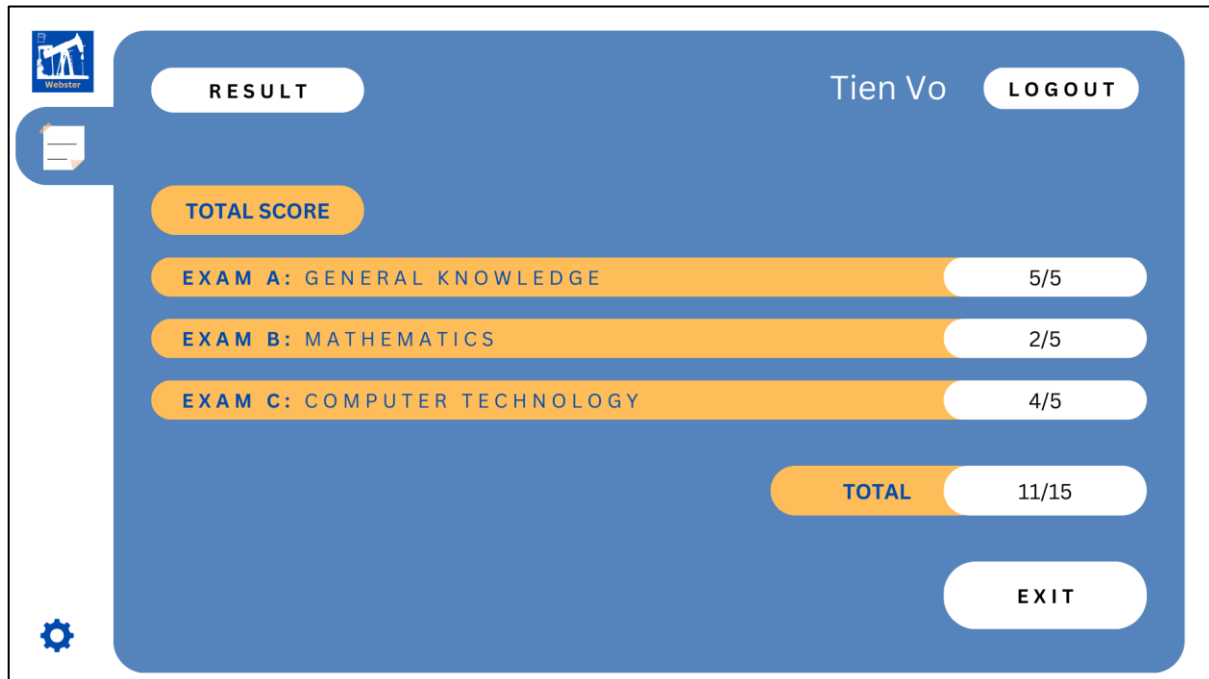 Webster
RESULT
Tien Vo
LOGOUT
TOTAL SCORE
EXAM A: GENERAL KNOWLEDGE 5/5
EXAM B: MATHEMATICS 2/5
EXAM C: COMPUTER TECHNOLOGY 4/5
TOTAL 11/15
EXIT